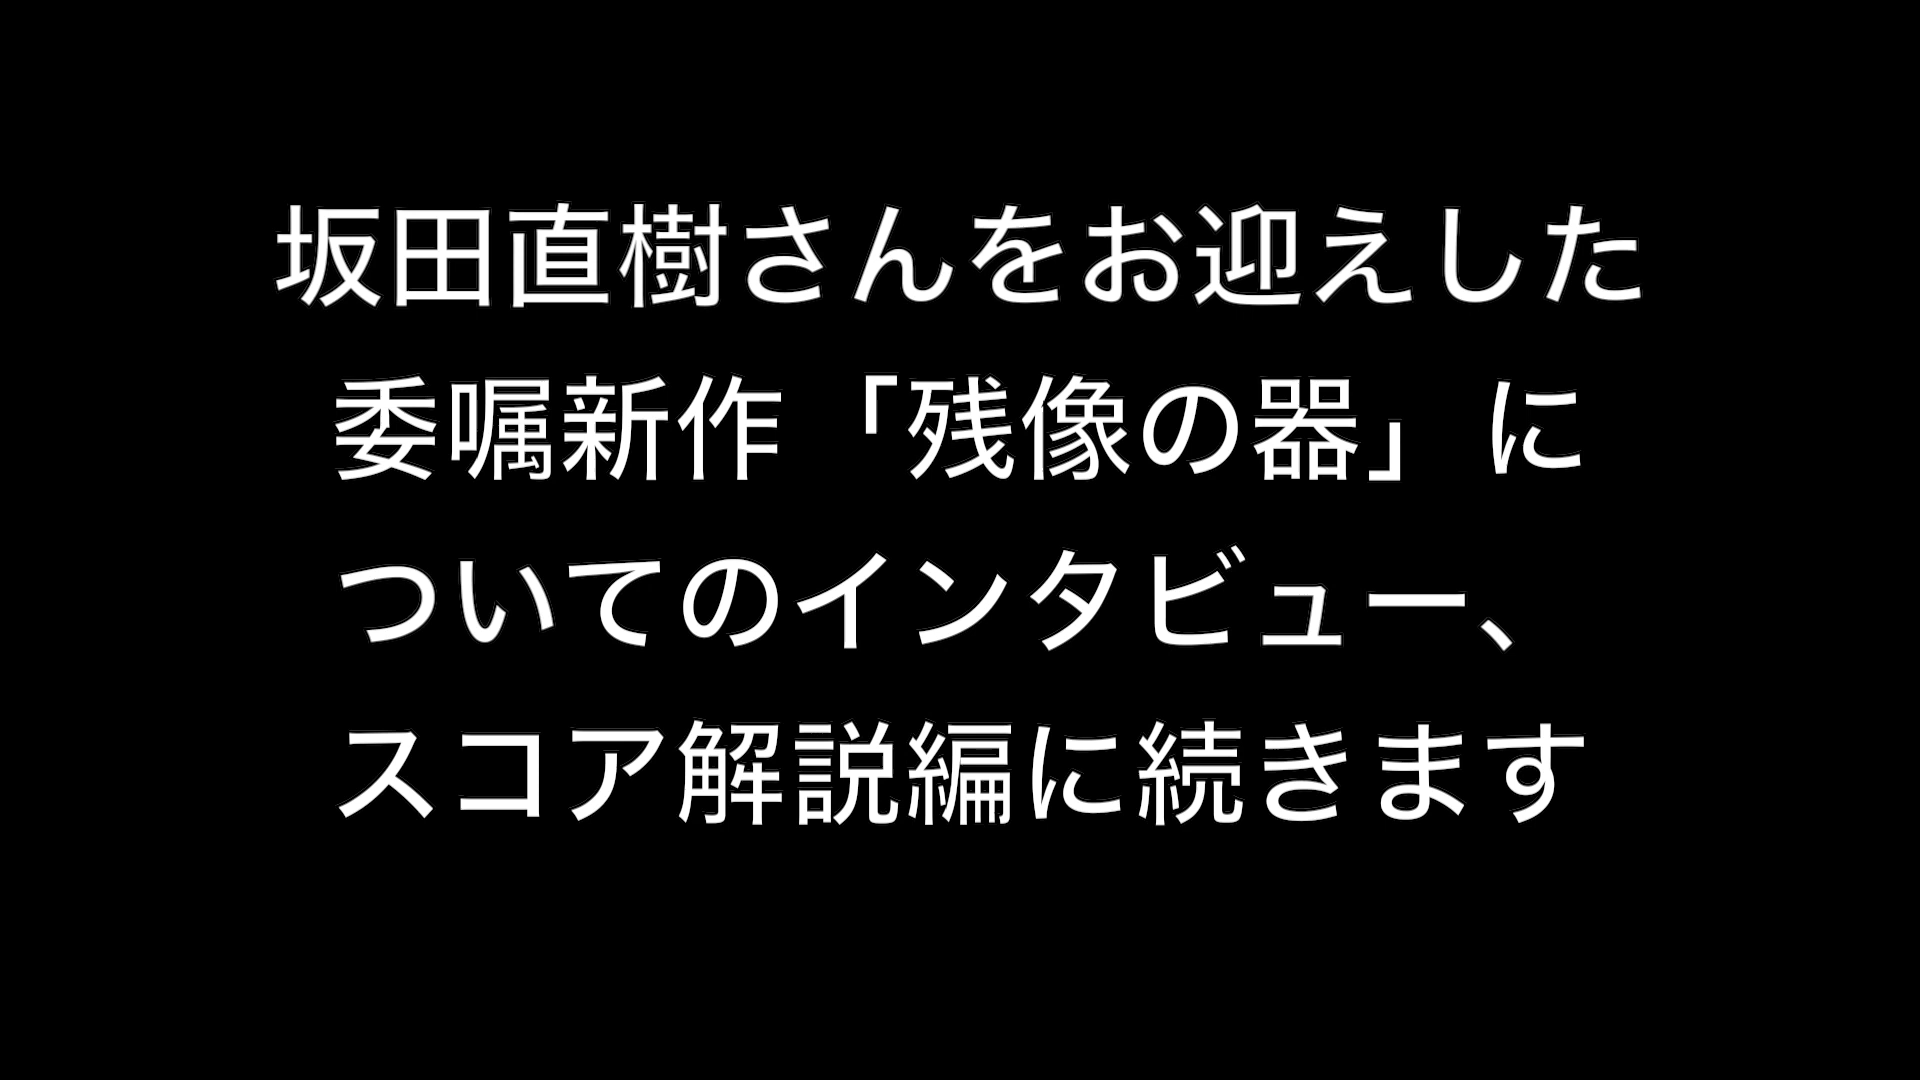 坂田直樹さんをお迎えした
委嘱新作「残像の器」に
ついてのインタビュー、
スコア解説編に続きます